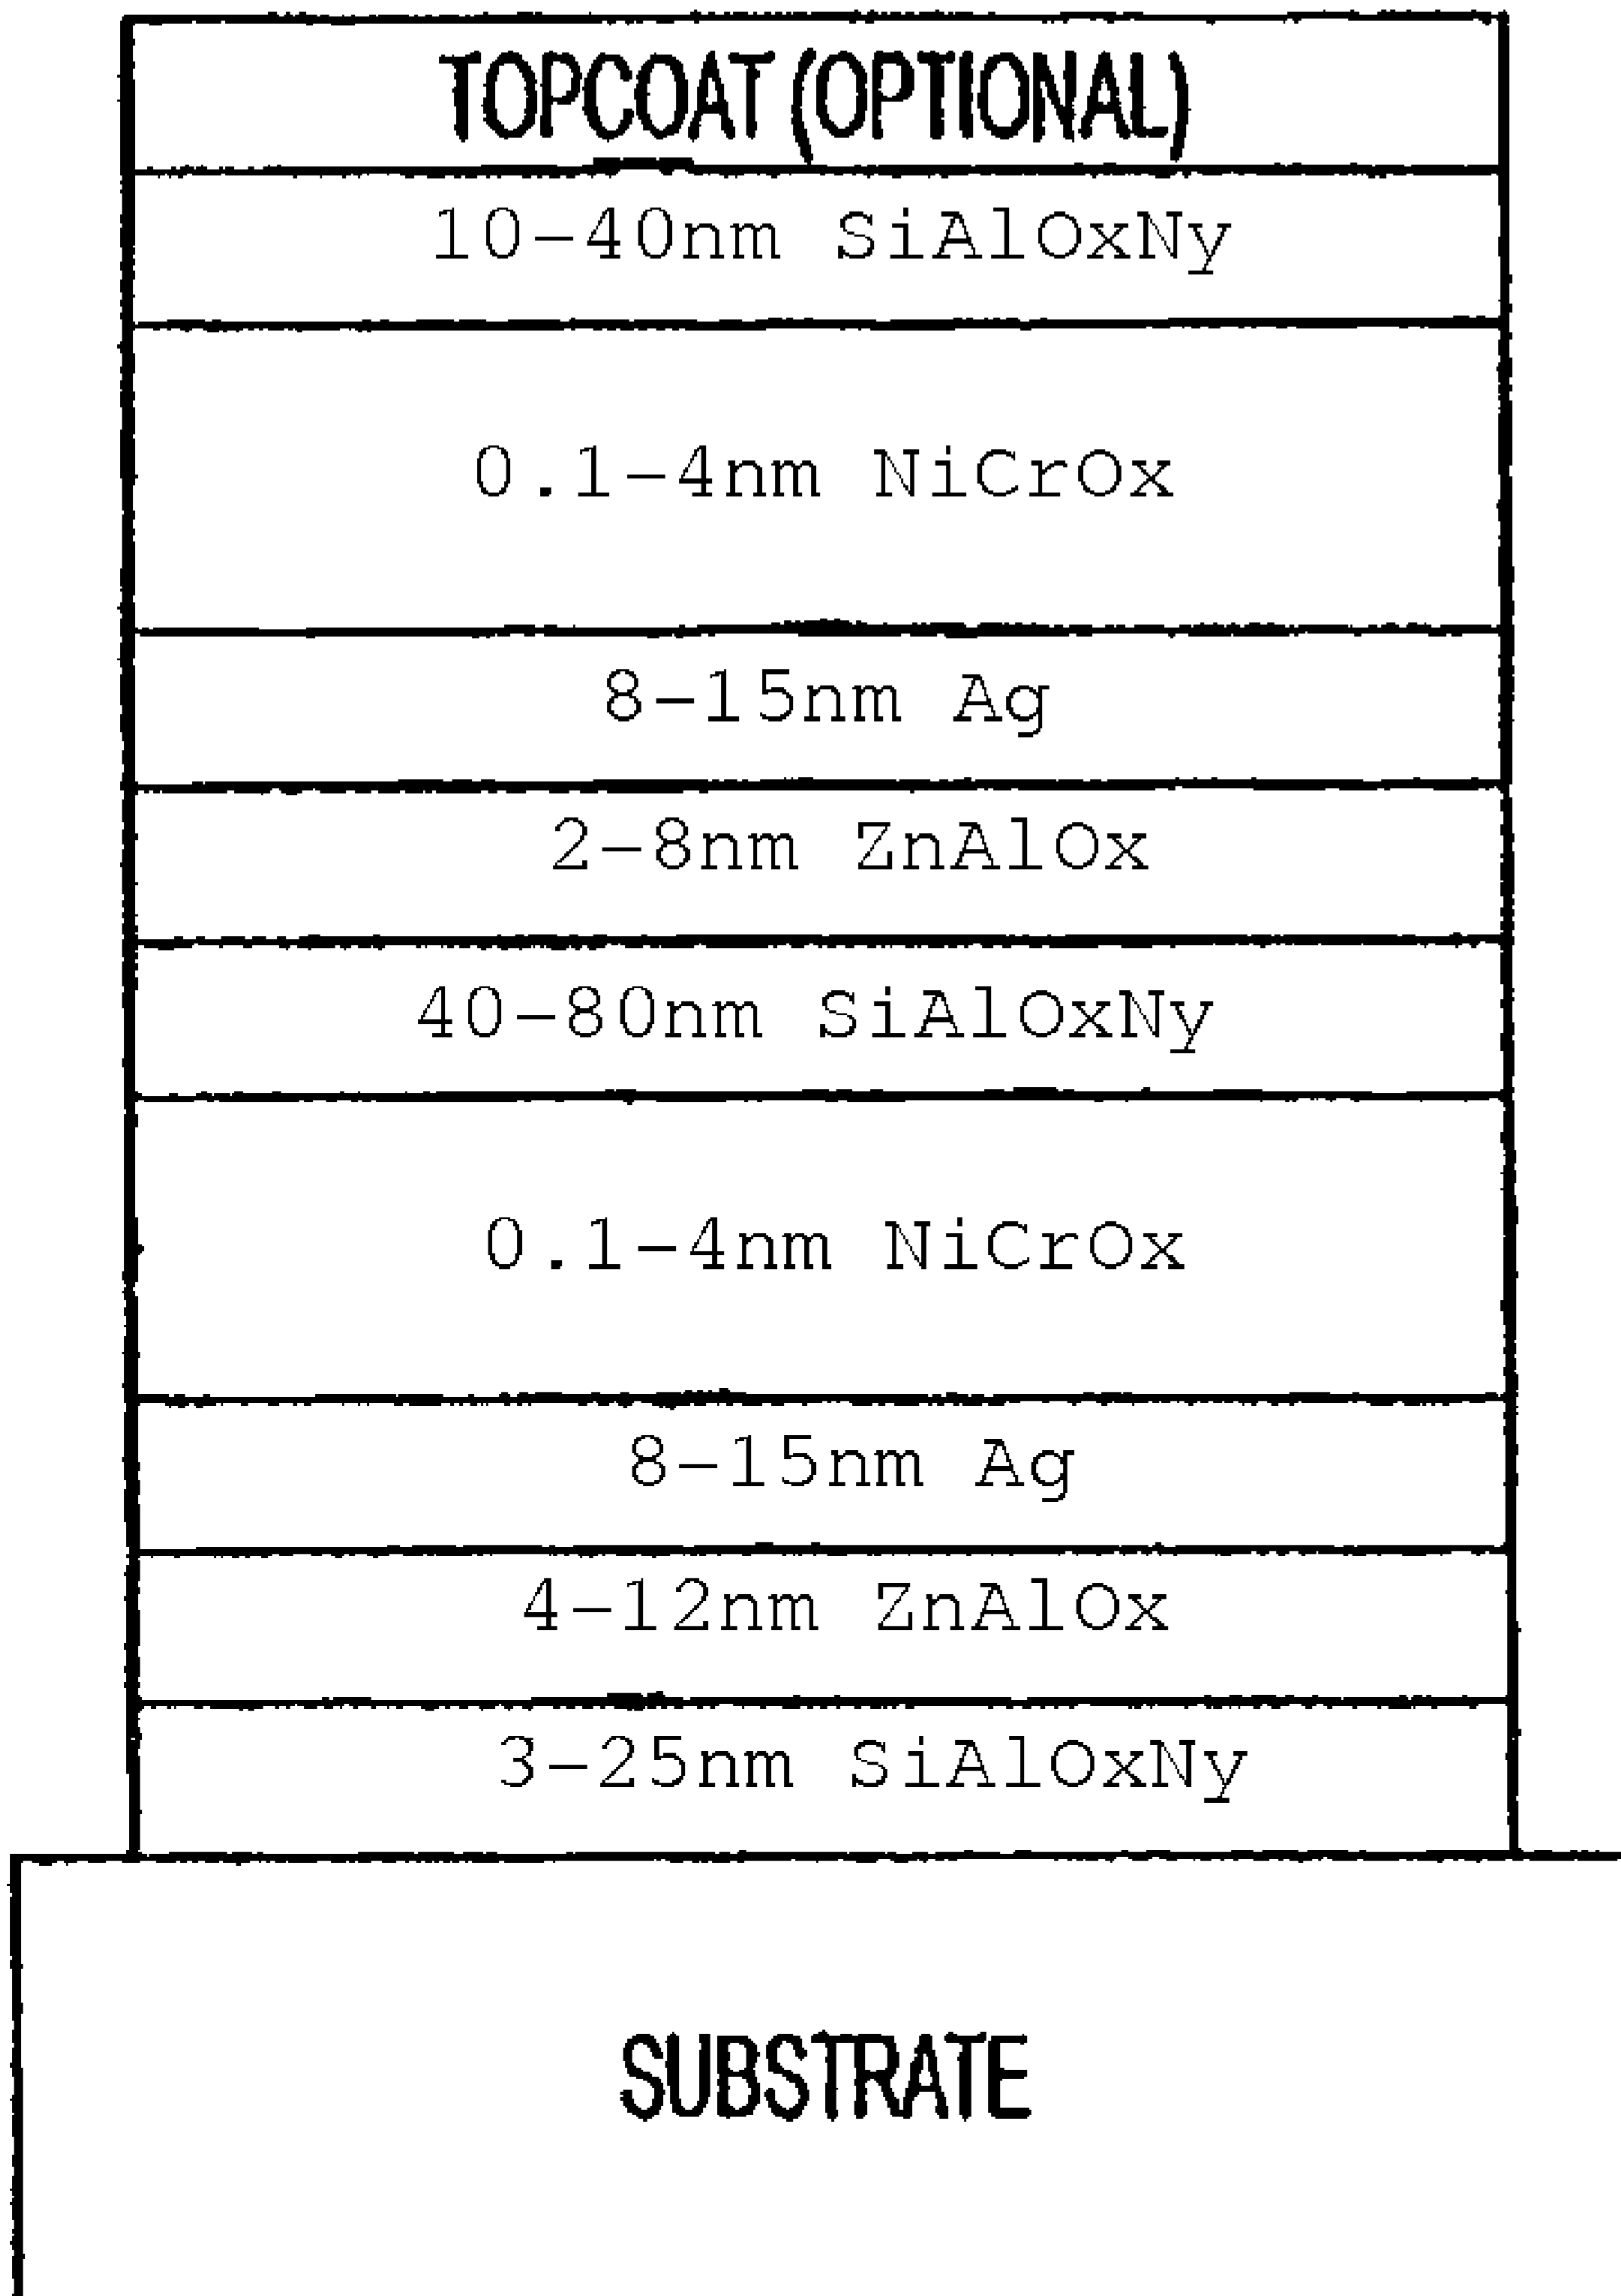 TOPCOAT (OPTIONAL)
10-40nm SiAlOxNy
0.1-4nm NiCrOx
8-15nm Ag
2-8nm ZnAlOx
40-80nm SiAlOxNy
0.1-4nm NiCrOx
8-15nm Ag
4-12nm ZnAlOx
3-25nm SiAlOxNy
SUBSTRATE